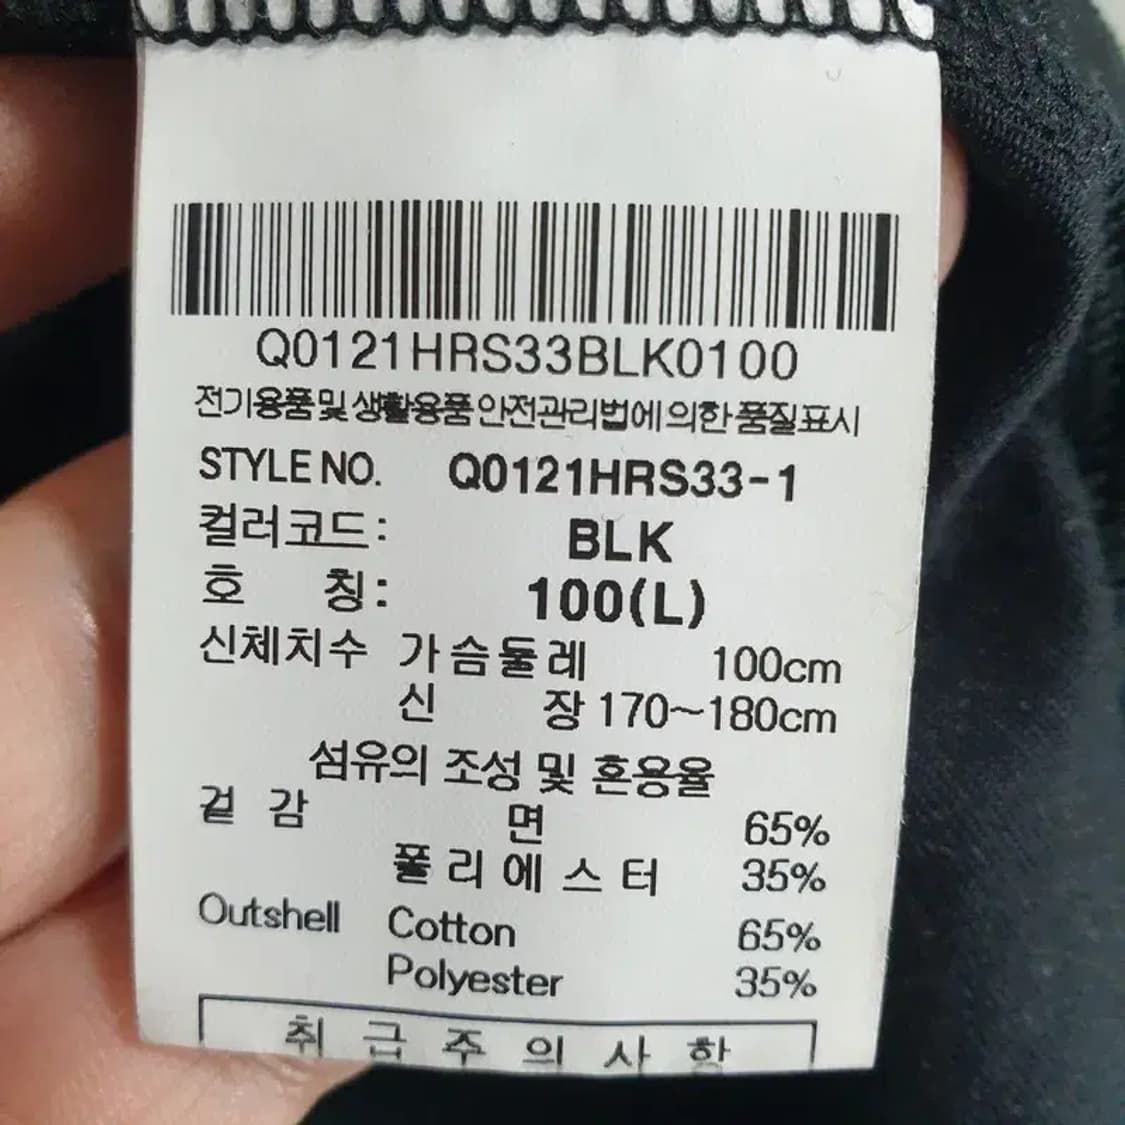 Q0121HRS33BLK0100
전기용품및 생활용품 안전관리법에 의한 품질표시
STYLE NO. Q0121HRS33-1
컬러코드: BLK
호 칭: 100(L)
신체치수 가슴둘레 100cm
신 장 170~180cm
섬유의 조성 및 혼용율
겉 감 면 65%
폴리에스터 35%
Outshell Cotton 65%
Polyester 35%
취 급 주 의 사 항